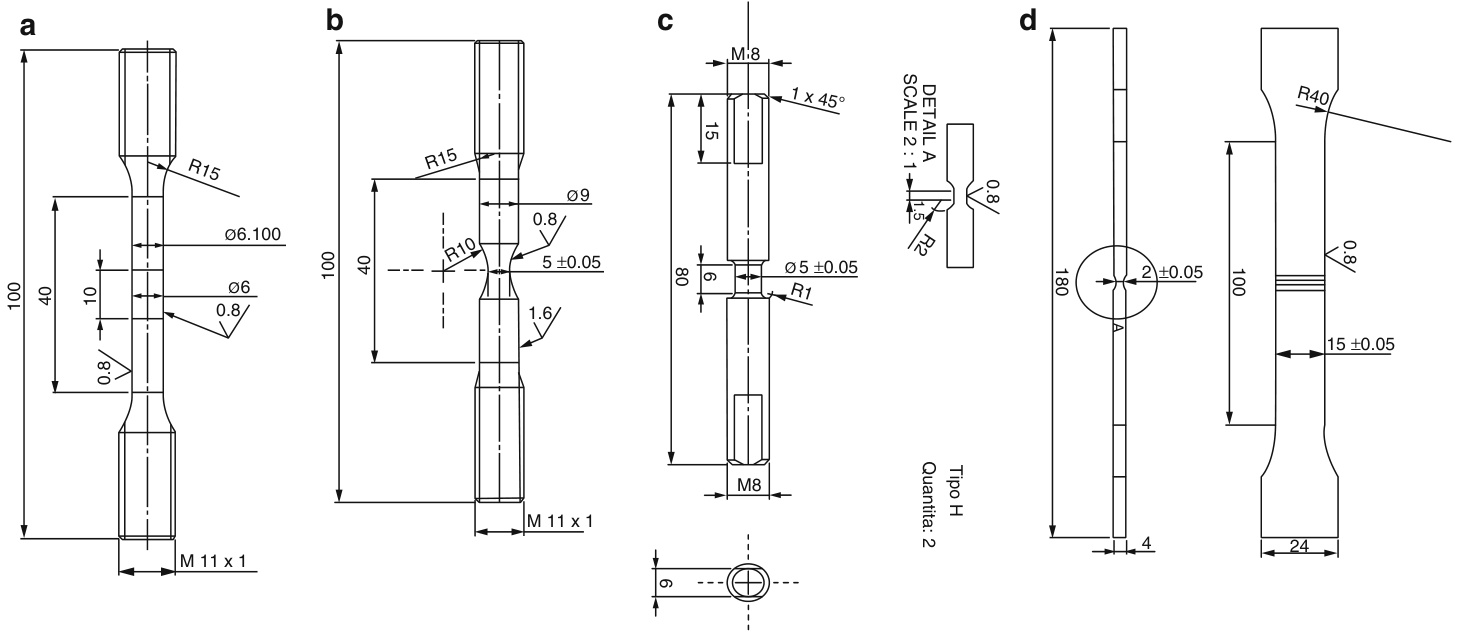 a
100
40
10
R15
Ø6.100
Ø6
0.8
0.8
M 11 x 1
b
100
40
R15
Ø9
0.8
R10
5 ±0.05
1.6
M 11 x 1
c
M 8
1 x 45°
15
80
6
Ø5 ±0.05
R1
M8
6
DETAIL A
SCALE 2 : 1
0.8
1.5
R2
Tipo H
Quantita: 2
d
180
2 ±0.05
A
4
R40
100
0.8
15 ±0.05
24